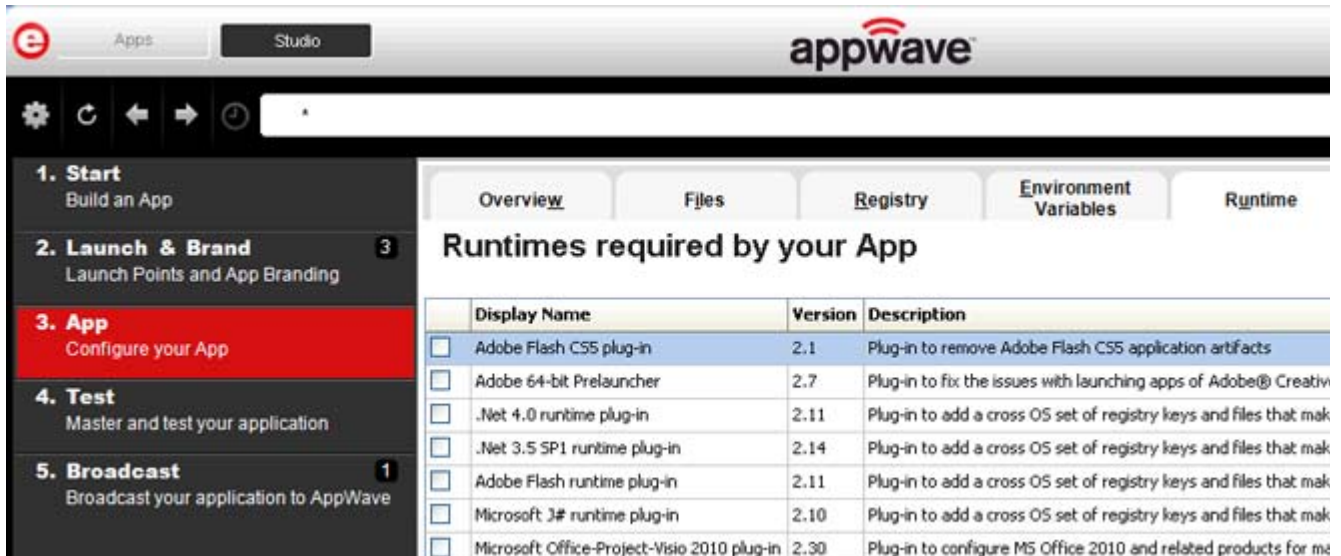 Apps
Studio
appwave
*
1. Start
Build an App
2. Launch & Brand 3
Launch Points and App Branding
3. App
Configure your App
4. Test
Master and test your application
5. Broadcast 1
Broadcast your application to AppWave
Overview Files Registry Environment Variables Runtime
Runtimes required by your App
Display Name Version Description
Adobe Flash CS5 plug-in 2.1 Plug-in to remove Adobe Flash CS5 application artifacts
Adobe 64-bit Prelauncher 2.7 Plug-in to fix the issues with launching apps of Adobe® Creativ
.Net 4.0 runtime plug-in 2.11 Plug-in to add a cross OS set of registry keys and files that mak
.Net 3.5 SP1 runtime plug-in 2.14 Plug-in to add a cross OS set of registry keys and files that mak
Adobe Flash runtime plug-in 2.11 Plug-in to add a cross OS set of registry keys and files that mak
Microsoft J# runtime plug-in 2.10 Plug-in to add a cross OS set of registry keys and files that mak
Microsoft Office-Project-Visio 2010 plug-in 2.30 Plug-in to configure MS Office 2010 and related products for ma